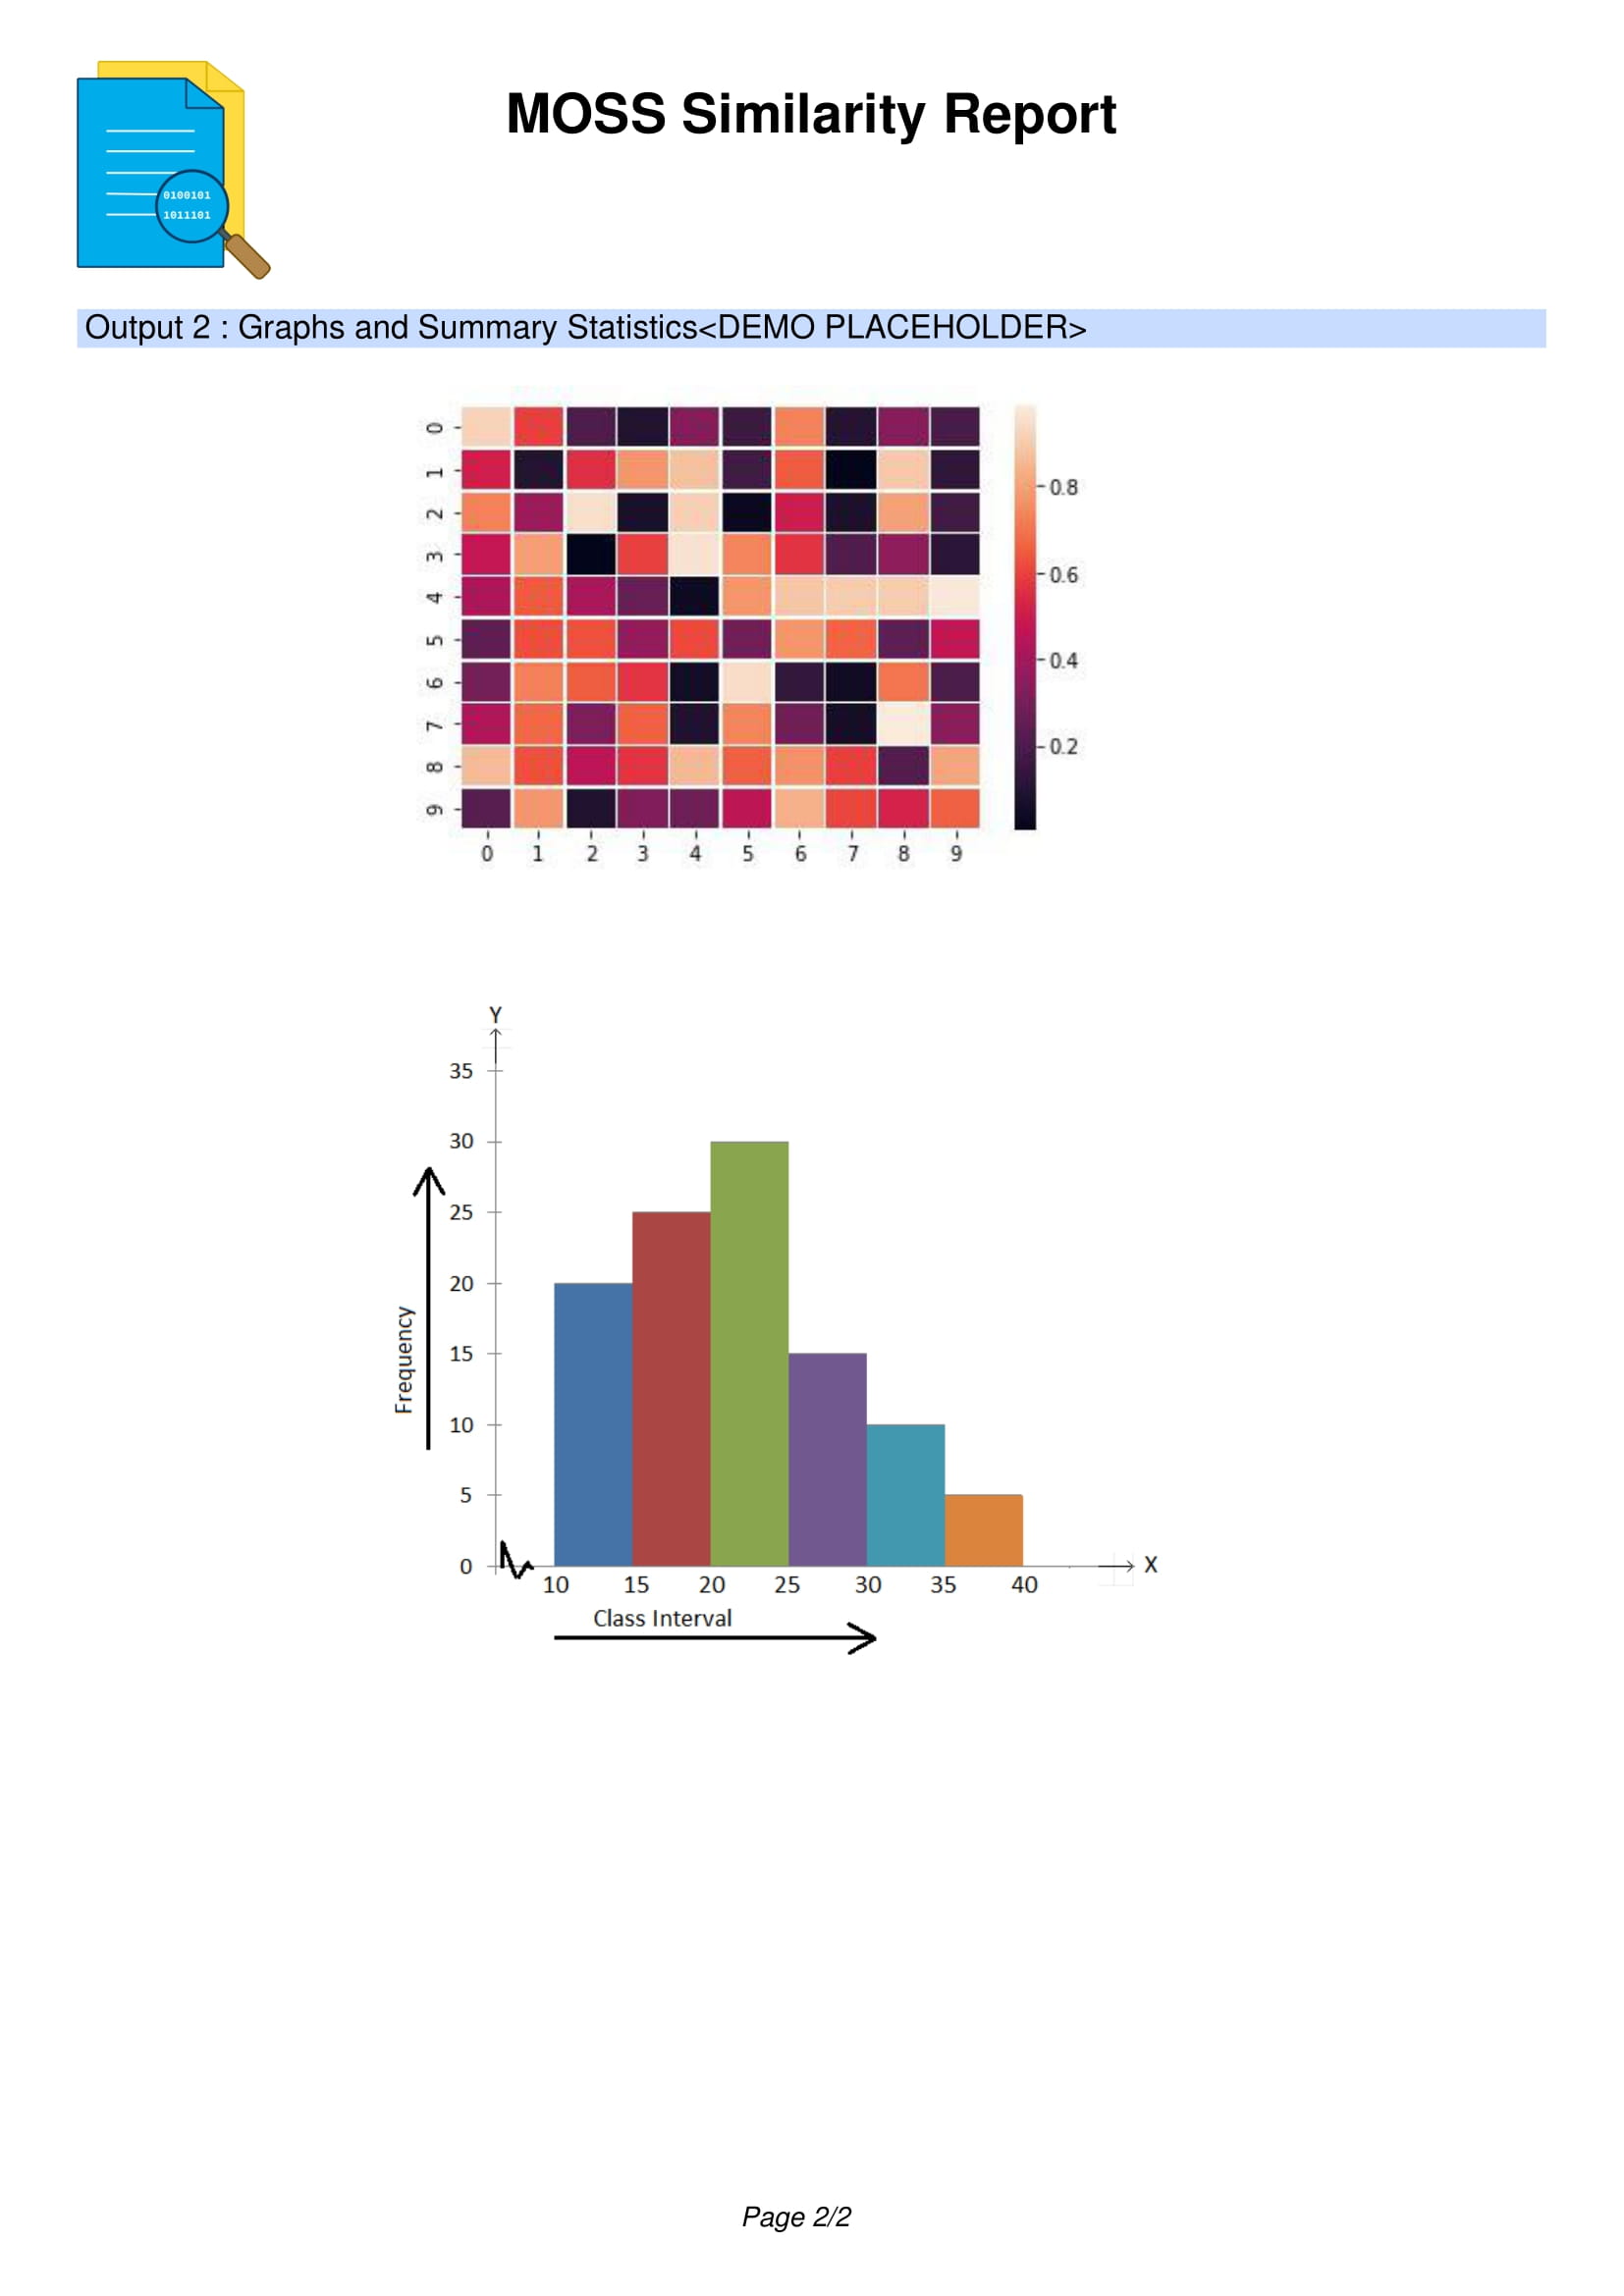 MOSS Similarity Report
0100101
1011101
Output 2 : Graphs and Summary Statistics<DEMO PLACEHOLDER>
0
1
2
3
4
5
6
7
8
9
0 1 2 3 4 5 6 7 8 9
0.8
0.6
0.4
0.2
Y
35
30
25
20
15
10
5
0
Frequency
10 15 20 25 30 35 40
X
Class Interval
Page 2/2